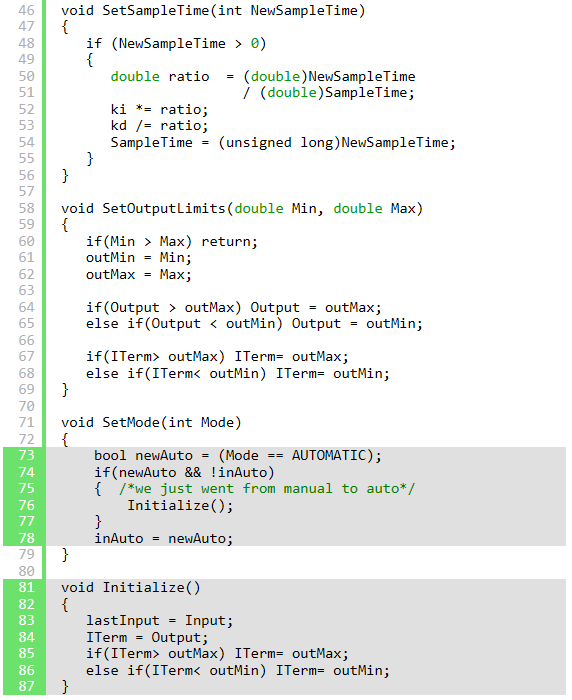 46 void SetSampleTime(int NewSampleTime)
47 {
48    if (NewSampleTime > 0)
49    {
50       double ratio  = (double)NewSampleTime
51                       / (double)SampleTime;
52       ki *= ratio;
53       kd /= ratio;
54       SampleTime = (unsigned long)NewSampleTime;
55    }
56 }
57
58 void SetOutputLimits(double Min, double Max)
59 {
60    if(Min > Max) return;
61    outMin = Min;
62    outMax = Max;
63
64    if(Output > outMax) Output = outMax;
65    else if(Output < outMin) Output = outMin;
66
67    if(ITerm> outMax) ITerm= outMax;
68    else if(ITerm< outMin) ITerm= outMin;
69 }
70
71 void SetMode(int Mode)
72 {
73     bool newAuto = (Mode == AUTOMATIC);
74     if(newAuto && !inAuto)
75     {  /*we just went from manual to auto*/
76         Initialize();
77     }
78     inAuto = newAuto;
79 }
80
81 void Initialize()
82 {
83    lastInput = Input;
84    ITerm = Output;
85    if(ITerm> outMax) ITerm= outMax;
86    else if(ITerm< outMin) ITerm= outMin;
87 }